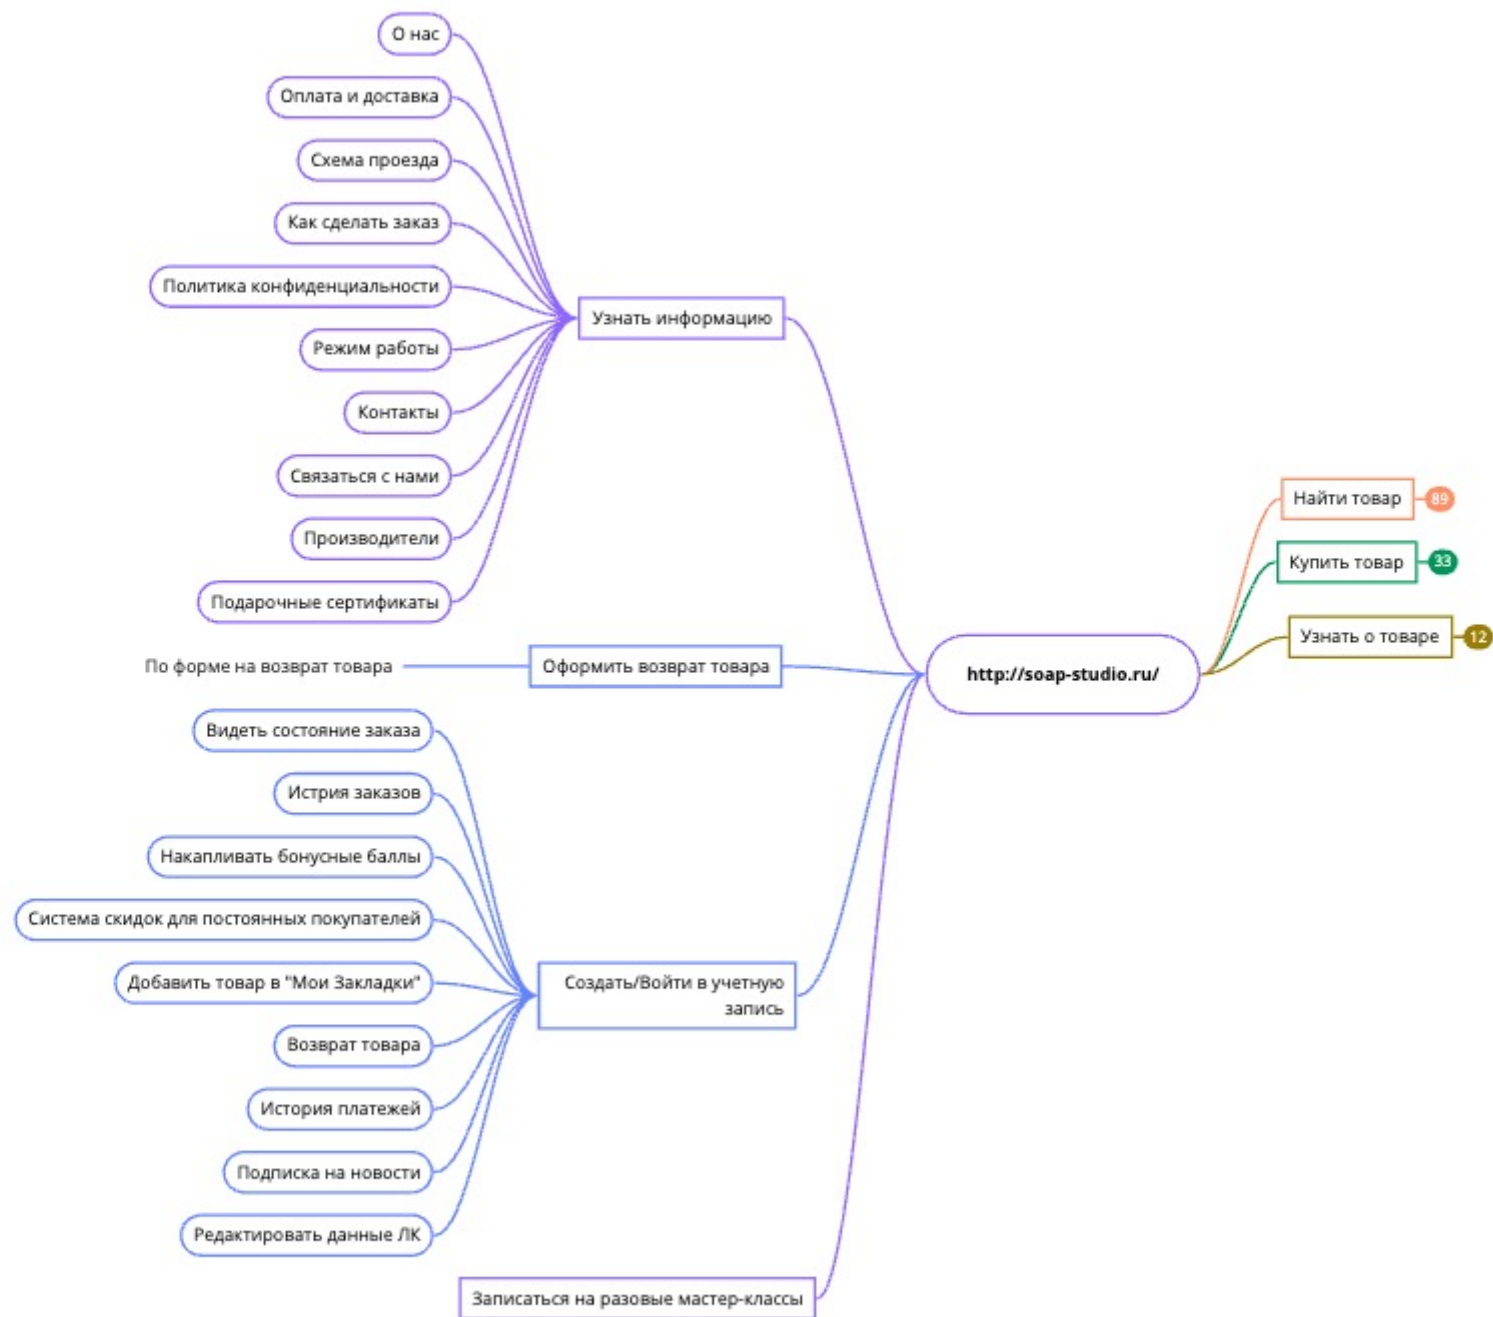 О нас
Оплата и доставка
Схема проезда
Как сделать заказ
Политика конфиденциальности
Режим работы
Контакты
Связаться с нами
Производители
Подарочные сертификаты
Узнать информацию
По форме на возврат товара
Оформить возврат товара
Видеть состояние заказа
Истрия заказов
Накапливать бонусные баллы
Система скидок для постоянных покупателей
Добавить товар в "Мои Закладки"
Возврат товара
История платежей
Подписка на новости
Редактировать данные ЛК
Создать/Войти в учетную
запись
Записаться на разовые мастер-классы
http://soap-studio.ru/
Найти товар 89
Купить товар 33
Узнать о товаре 12